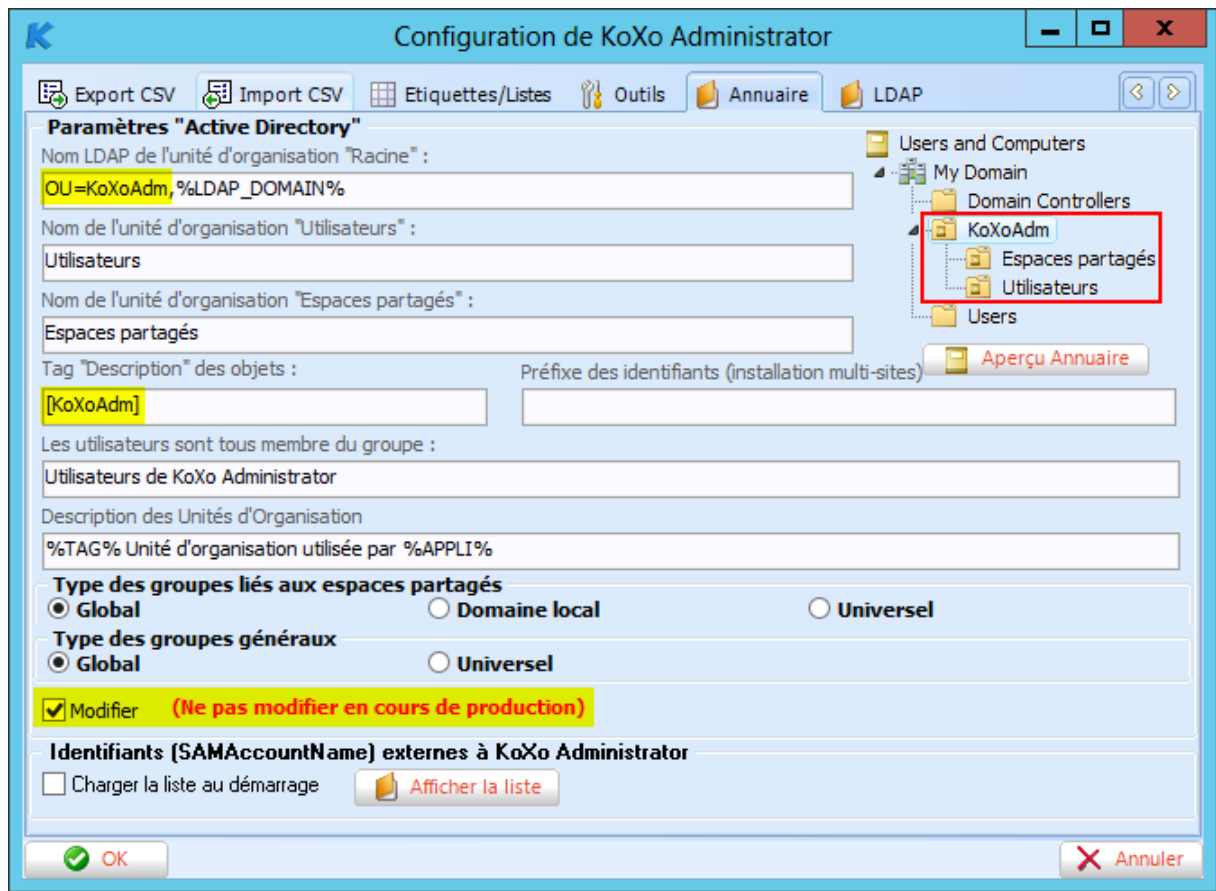 Configuration de KoXo Administrator
Export CSV Import CSV Etiquettes/Listes Outils Annuaire LDAP
Paramètres "Active Directory"
Nom LDAP de l'unité d'organisation "Racine" :
OU=KoXoAdm,%LDAP_DOMAIN%
Nom de l'unité d'organisation "Utilisateurs" :
Utilisateurs
Nom de l'unité d'organisation "Espaces partagés" :
Espaces partagés
Users and Computers
My Domain
Domain Controllers
KoXoAdm
Espaces partagés
Utilisateurs
Users
Aperçu Annuaire
Tag "Description" des objets :
[KoXoAdm]
Préfixe des identifiants (installation multi-sites)
Les utilisateurs sont tous membre du groupe :
Utilisateurs de KoXo Administrator
Description des Unités d'Organisation
%TAG% Unité d'organisation utilisée par %APPLI%
Type des groupes liés aux espaces partagés
Global Domaine local Universel
Type des groupes généraux
Global Universel
Modifier (Ne pas modifier en cours de production)
Identifiants (SAMAccountName) externes à KoXo Administrator
Charger la liste au démarrage Afficher la liste
OK Annuler